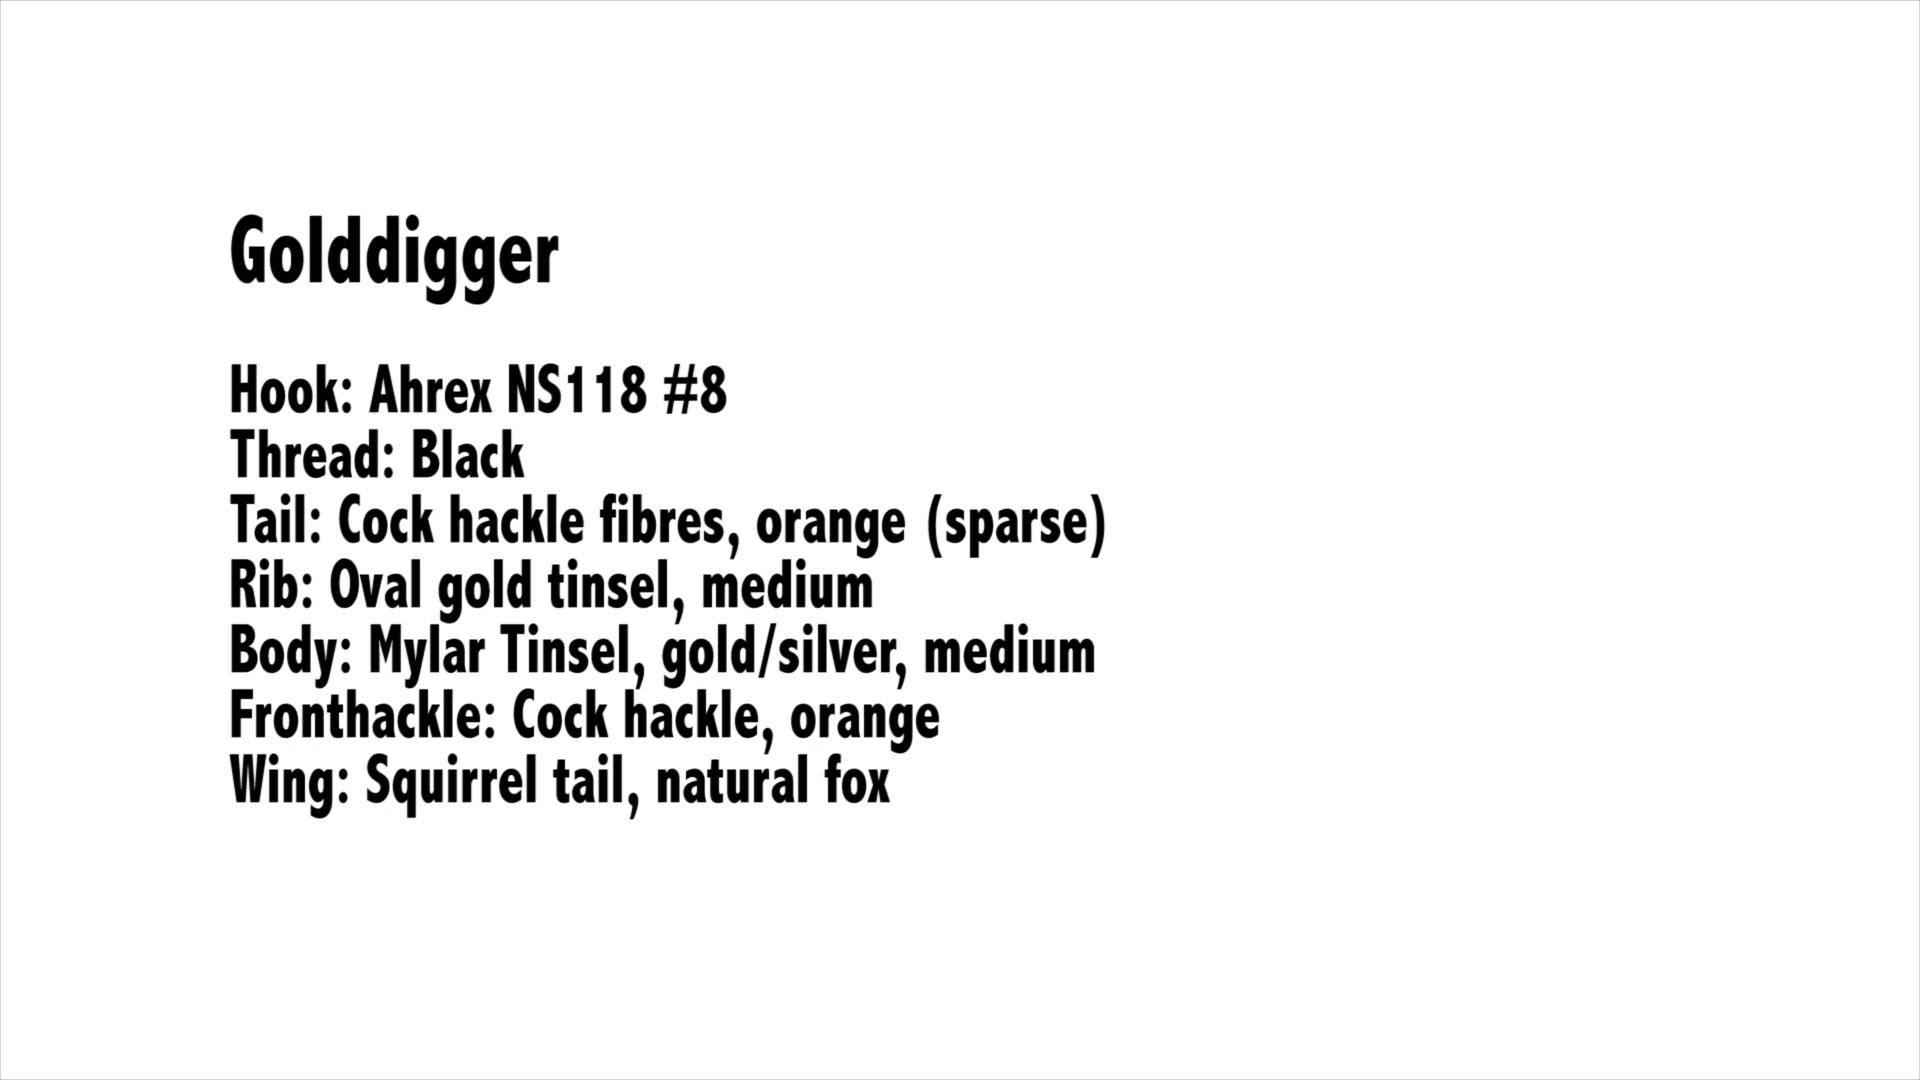 Golddigger
Hook: Ahrex NS118 #8
Thread: Black
Tail: Cock hackle fibres, orange (sparse)
Rib: Oval gold tinsel, medium
Body: Mylar Tinsel, gold/silver, medium
Fronthackle: Cock hackle, orange
Wing: Squirrel tail, natural fox